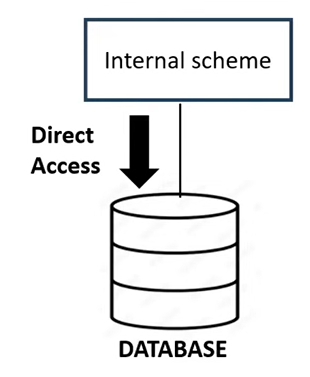 Internal scheme
Direct
Access
DATABASE